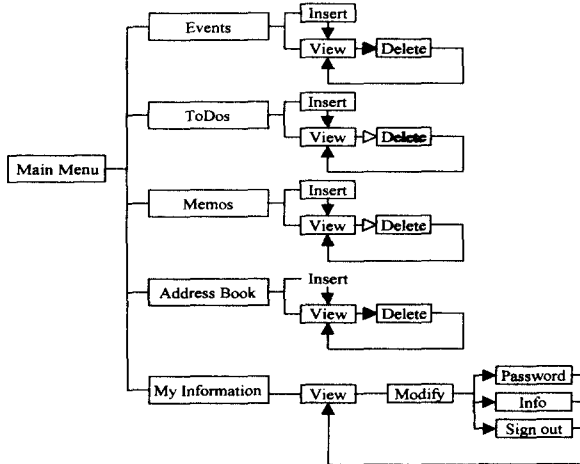 Main Menu
Events
Insert
View
Delete
ToDos
Insert
View
Delete
Memos
Insert
View
Delete
Address Book
Insert
View
Delete
My Information
View
Modify
Password
Info
Sign out